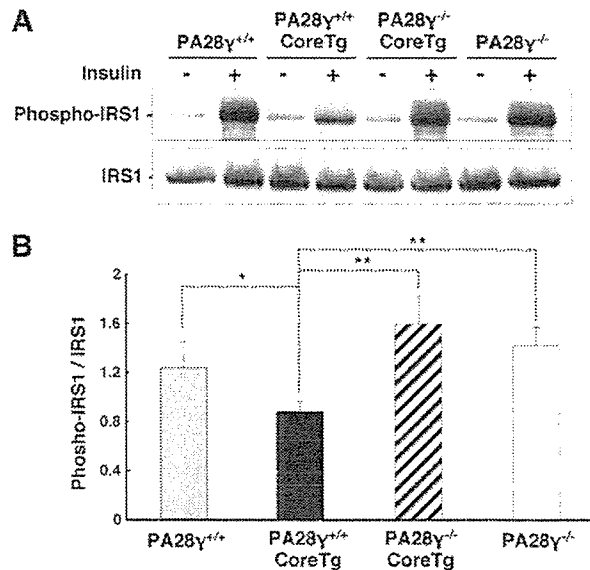 A
PA28γ+/+
PA28γ+/+ CoreTg
PA28γ-/- CoreTg
PA28γ-/-
Insulin - + - + - + - +
Phospho-IRS1
IRS1
B
Phosho-IRS1 / IRS1
2
1.6
1.2
0.8
0.4
0
*
**
**
PA28γ+/+
PA28γ+/+ CoreTg
PA28γ-/- CoreTg
PA28γ-/-